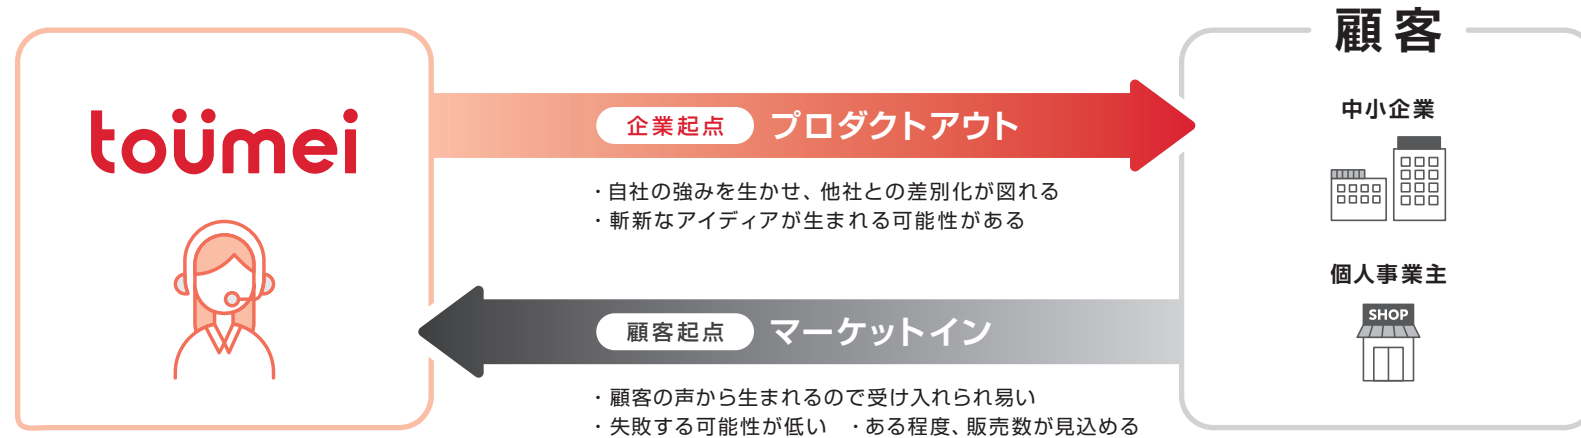 toümei
企業起点 プロダクトアウト
・自社の強みを生かせ、他社との差別化が図れる
・斬新なアイディアが生まれる可能性がある
顧客起点 マーケットイン
・顧客の声から生まれるので受け入れられ易い
・失敗する可能性が低い ・ある程度、販売数が見込める
顧客
中小企業
個人事業主
SHOP